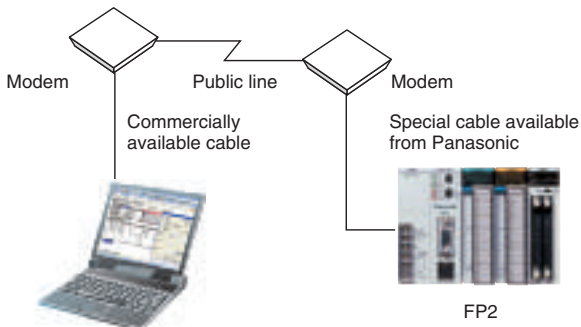 Modem
Public line
Modem
Commercially
available cable
Special cable available
from Panasonic
FP2